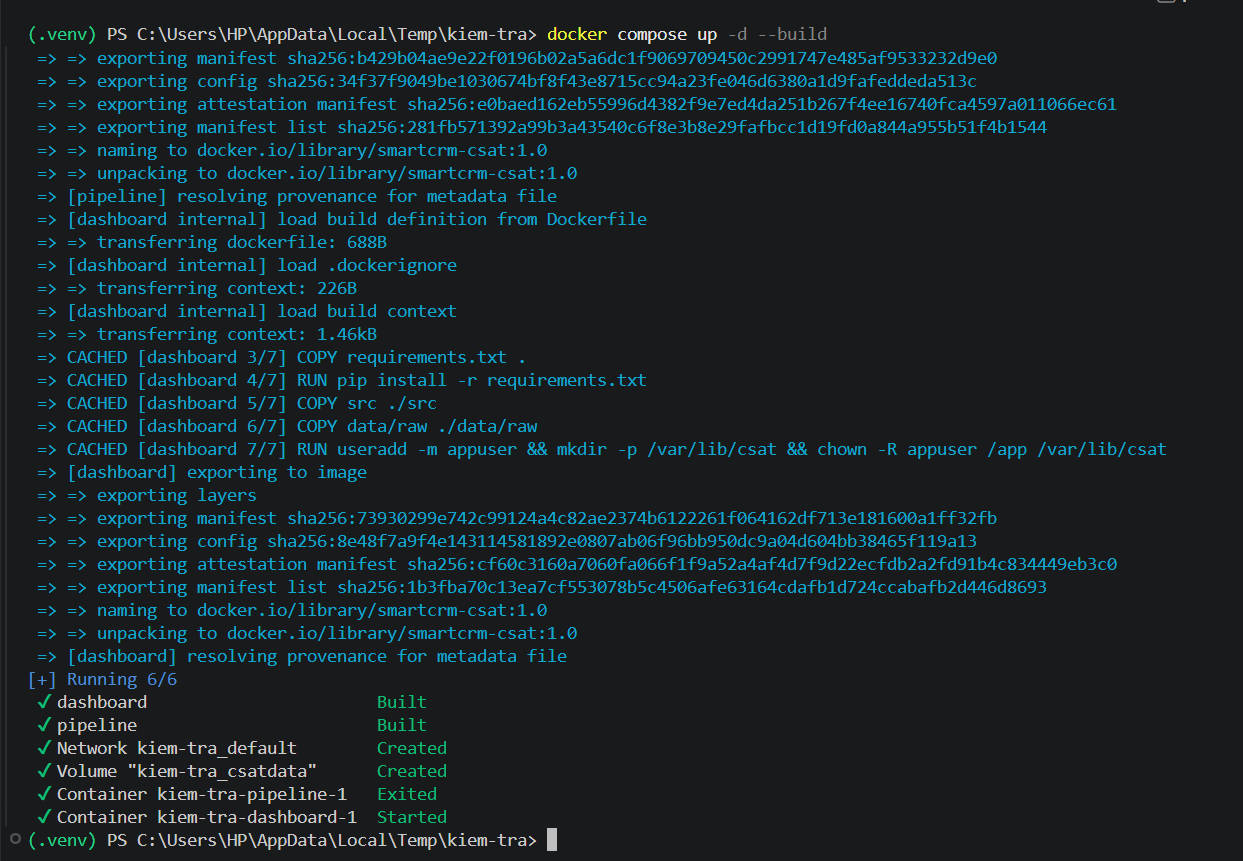 (.venv) PS C:\Users\HP\AppData\Local\Temp\kiem-tra> docker compose up -d --build
=> => exporting manifest sha256:b429b04ae9e22f0196b02a5a6dc1f9069709450c2991747e485af9533232d9e0
=> => exporting config sha256:34f37f9049be1030674bf8f43e8715cc94a23fe046d6380a1d9fafeddeda513c
=> => exporting attestation manifest sha256:e0baed162eb55996d4382f9e7ed4da251b267f4ee16740fca4597a011066ec61
=> => exporting manifest list sha256:281fb571392a99b3a43540c6f8e3b8e29fafbcc1d19fd0a844a955b51f4b1544
=> => naming to docker.io/library/smartcrm-csat:1.0
=> => unpacking to docker.io/library/smartcrm-csat:1.0
=> [pipeline] resolving provenance for metadata file
=> [dashboard internal] load build definition from Dockerfile
=> => transferring dockerfile: 688B
=> [dashboard internal] load .dockerignore
=> => transferring context: 226B
=> [dashboard internal] load build context
=> => transferring context: 1.46kB
=> CACHED [dashboard 3/7] COPY requirements.txt .
=> CACHED [dashboard 4/7] RUN pip install -r requirements.txt
=> CACHED [dashboard 5/7] COPY src ./src
=> CACHED [dashboard 6/7] COPY data/raw ./data/raw
=> CACHED [dashboard 7/7] RUN useradd -m appuser && mkdir -p /var/lib/csat && chown -R appuser /app /var/lib/csat
=> [dashboard] exporting to image
=> => exporting layers
=> => exporting manifest sha256:73930299e742c99124a4c82ae2374b6122261f064162df713e181600a1ff32fb
=> => exporting config sha256:8e48f7a9f4e143114581892e0807ab06f96bb950dc9a04d604bb38465f119a13
=> => exporting attestation manifest sha256:cf60c3160a7060fa066f1f9a52a4af4d7f9d22ecfdb2a2fd91b4c834449eb3c0
=> => exporting manifest list sha256:1b3fba70c13ea7cf553078b5c4506afe63164cdafb1d724ccabafb2d446d8693
=> => naming to docker.io/library/smartcrm-csat:1.0
=> => unpacking to docker.io/library/smartcrm-csat:1.0
=> [dashboard] resolving provenance for metadata file
[+] Running 6/6
✔ dashboard Built
✔ pipeline Built
✔ Network kiem-tra_default Created
✔ Volume "kiem-tra_csatdata" Created
✔ Container kiem-tra-pipeline-1 Exited
✔ Container kiem-tra-dashboard-1 Started
(.venv) PS C:\Users\HP\AppData\Local\Temp\kiem-tra>